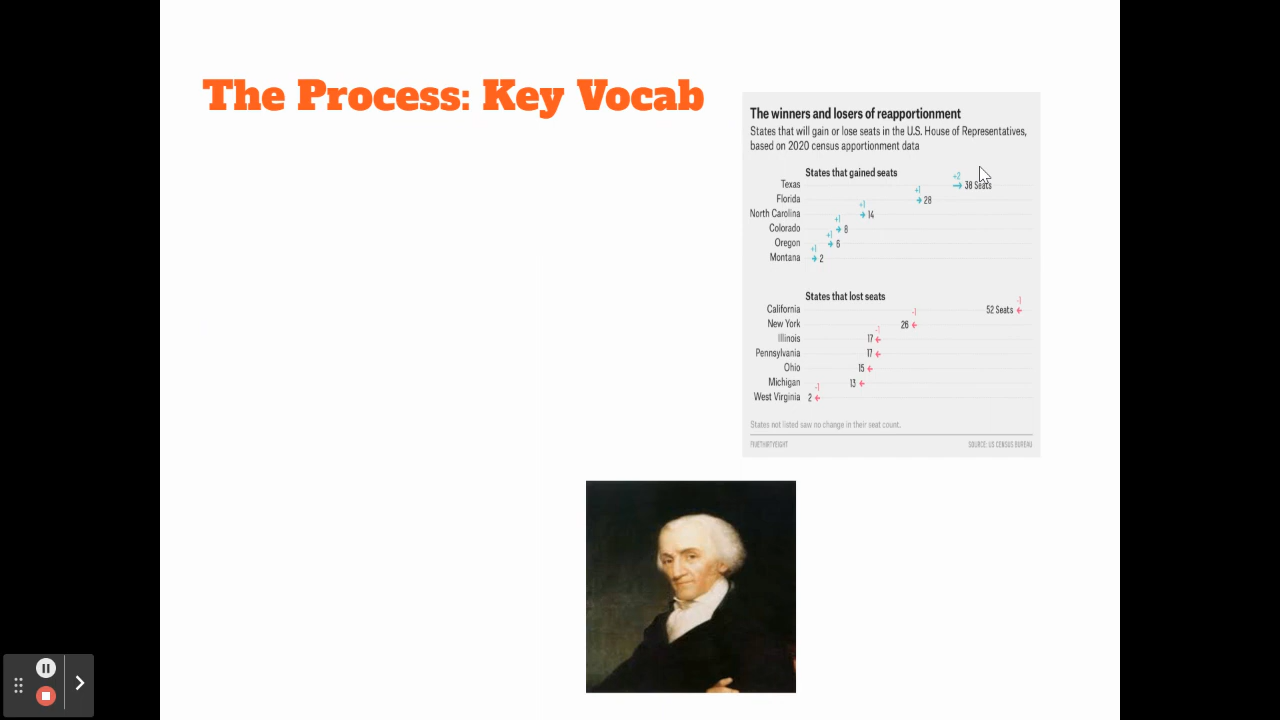 The Process: Key Vocab
The winners and losers of reapportionment
States that will gain or lose seats in the U.S. House of Representatives,
based on 2020 census apportionment data
States that gained seats
Texas +2 38 Seats
Florida +1 28
North Carolina +1 14
Colorado +1 8
Oregon +1 6
Montana +1 2
States that lost seats
California 52 Seats -1
New York 26 -1
Illinois 17 -1
Pennsylvania 17
Ohio 15
Michigan 13
West Virginia 2 -1
States not listed saw no change in their seat count.
FIVETHIRTYEIGHT SOURCE: US CENSUS BUREAU